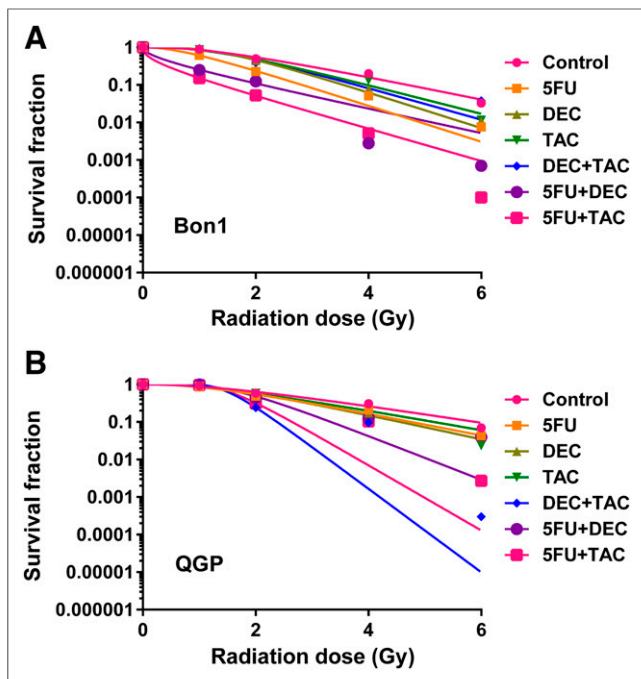 A
Survival fraction
1
0.1
0.01
0.001
0.0001
0.00001
0.000001
Bon1
0 2 4 6
Radiation dose (Gy)
Control
5FU
DEC
TAC
DEC+TAC
5FU+DEC
5FU+TAC
B
Survival fraction
1
0.1
0.01
0.001
0.0001
0.00001
0.000001
QGP
0 2 4 6
Radiation dose (Gy)
Control
5FU
DEC
TAC
DEC+TAC
5FU+DEC
5FU+TAC